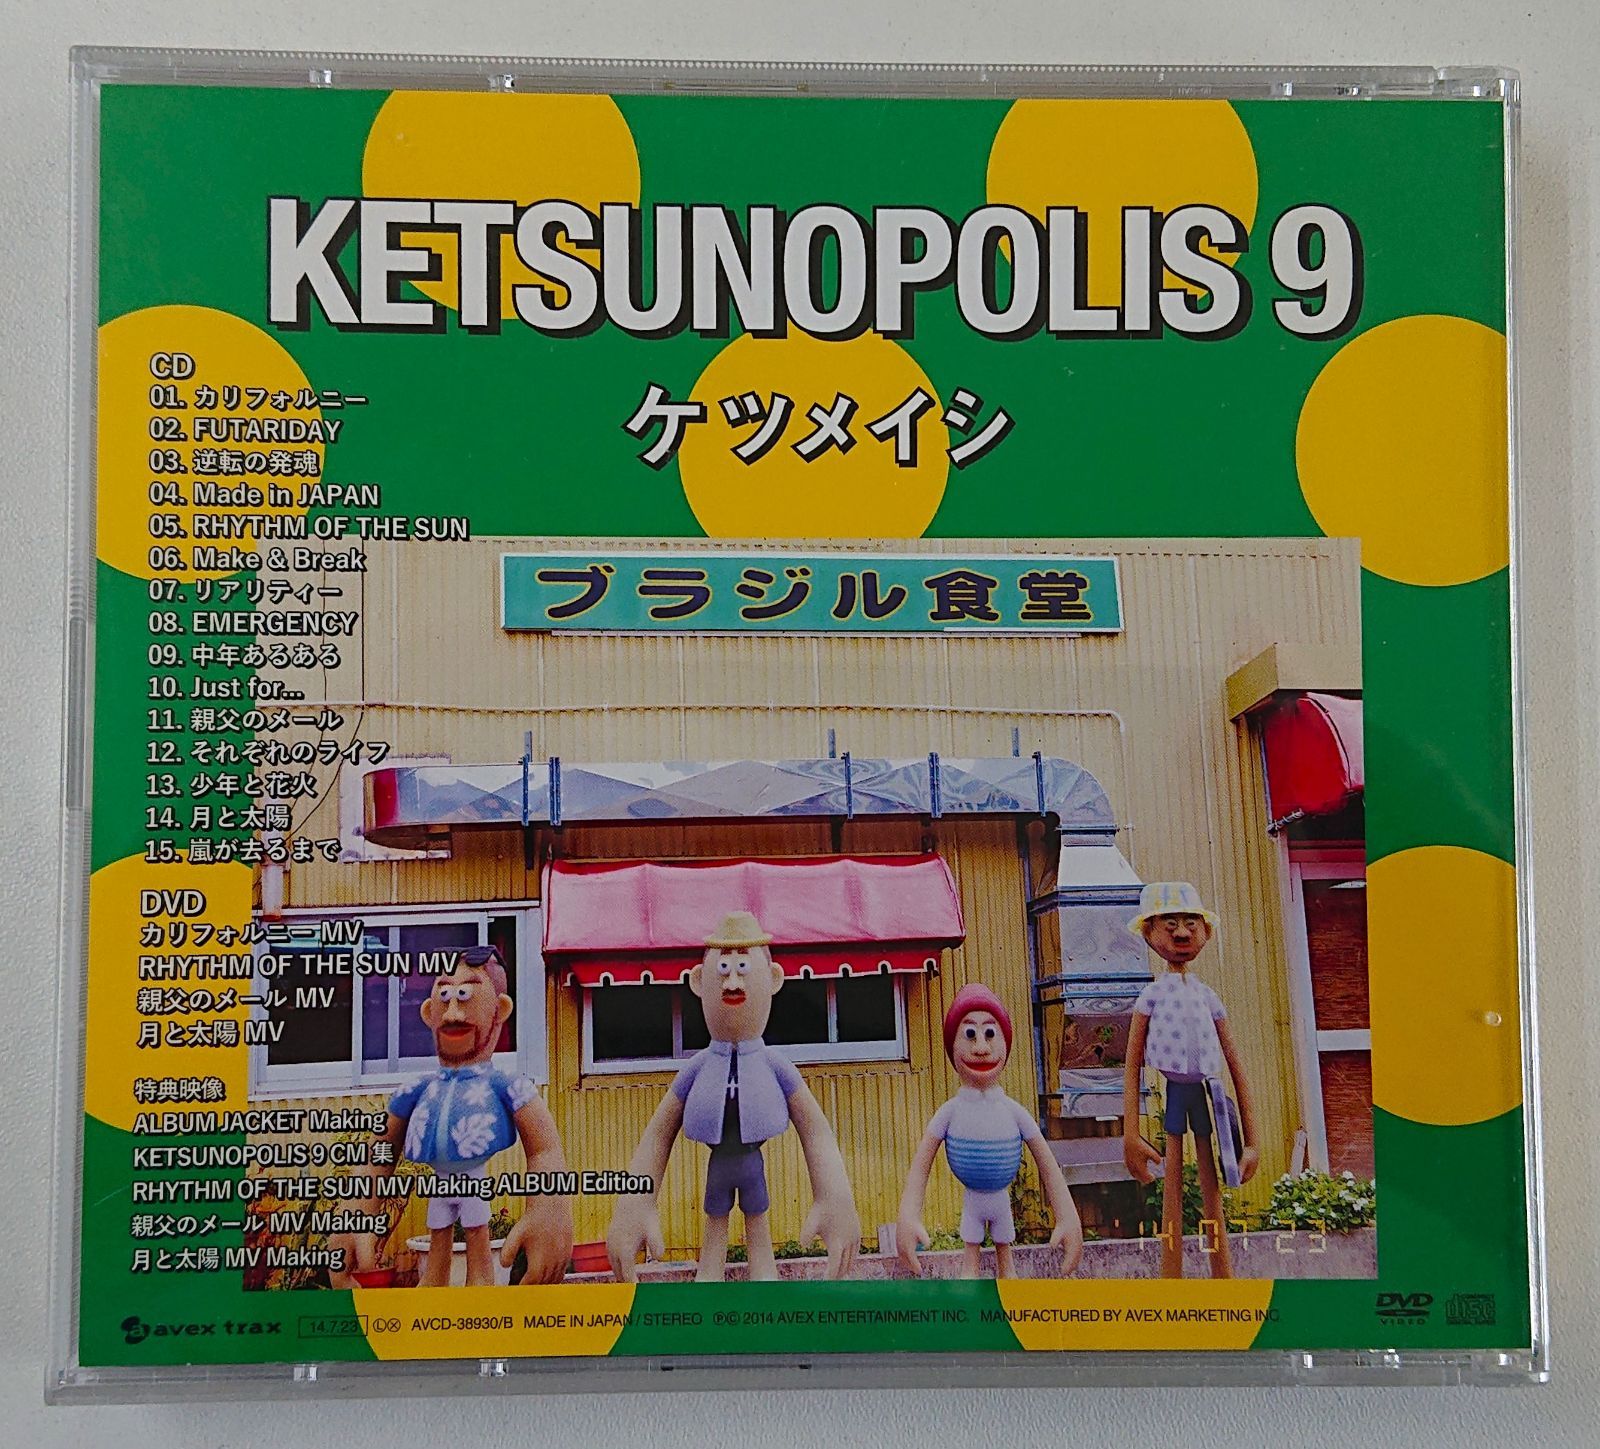 KETSUNOPOLIS 9
ケツメイシ
CD
01. カリフォルニー
02. FUTARIDAY
03. 逆転の発魂
04. Made in JAPAN
05. RHYTHM OF THE SUN
06. Make & Break
07. リアリティー
08. EMERGENCY
09. 中年あるある
10. Just for...
11. 親父のメール
12. それぞれのライフ
13. 少年と花火
14. 月と太陽
15. 嵐が去るまで
DVD
カリフォルニー MV
RHYTHM OF THE SUN MV
親父のメール MV
月と太陽 MV
特典映像
ALBUM JACKET Making
KETSUNOPOLIS 9 CM 集
RHYTHM OF THE SUN MV Making ALBUM Edition
親父のメール MV Making
月と太陽 MV Making
ブラジル食堂
'14 07 23
avex trax 14.7.23 Ⓛⓧ AVCD-38930/B MADE IN JAPAN / STEREO ℗© 2014 AVEX ENTERTAINMENT INC. MANUFACTURED BY AVEX MARKETING INC.
DVD VIDEO
disc